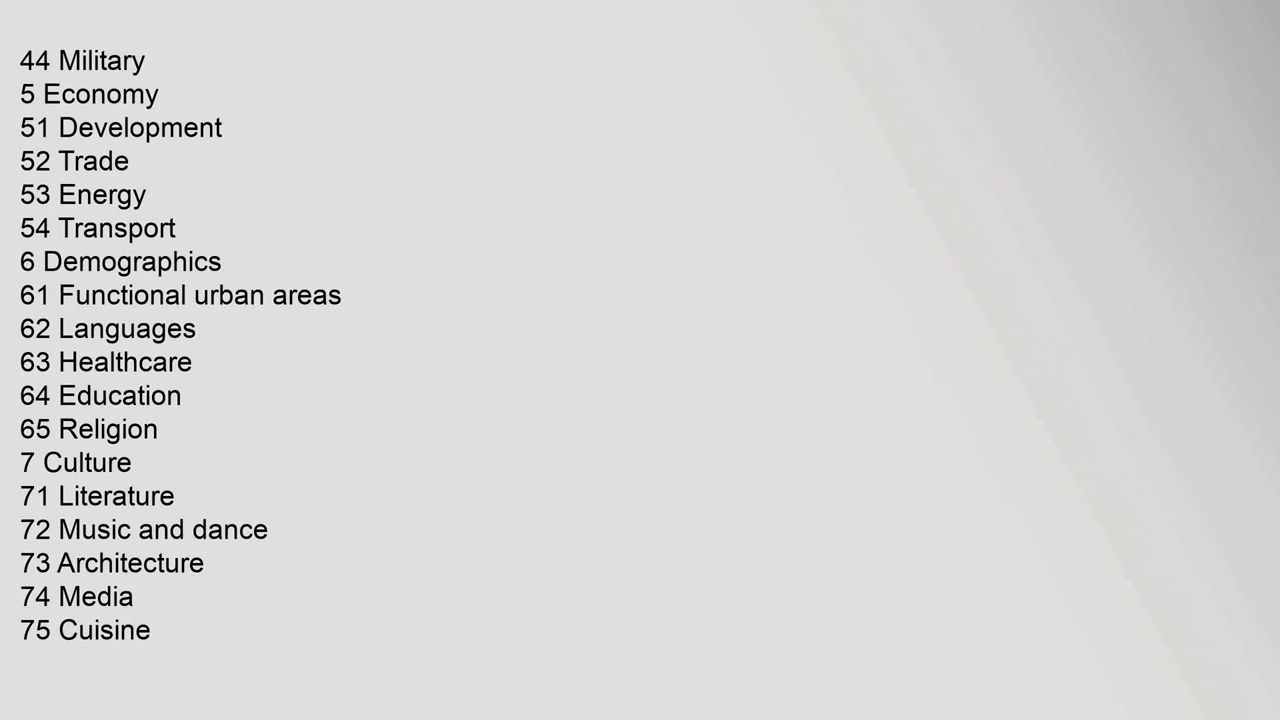 44 Military
5 Economy
51 Development
52 Trade
53 Energy
54 Transport
6 Demographics
61 Functional urban areas
62 Languages
63 Healthcare
64 Education
65 Religion
7 Culture
71 Literature
72 Music and dance
73 Architecture
74 Media
75 Cuisine